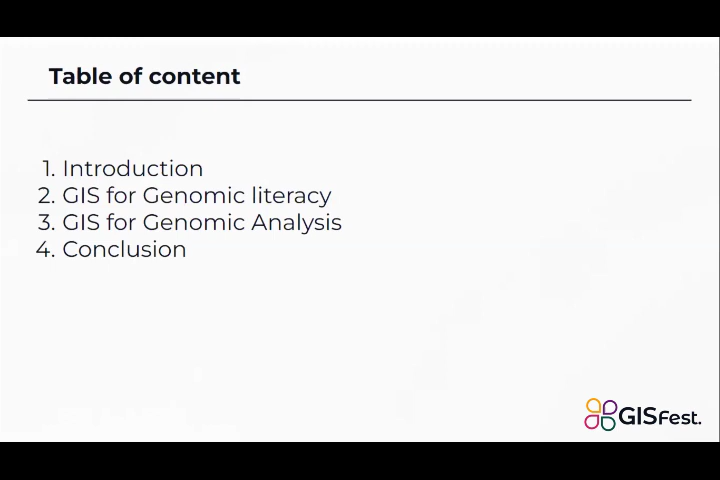 Table of content
1. Introduction
2. GIS for Genomic literacy
3. GIS for Genomic Analysis
4. Conclusion
GISFest.